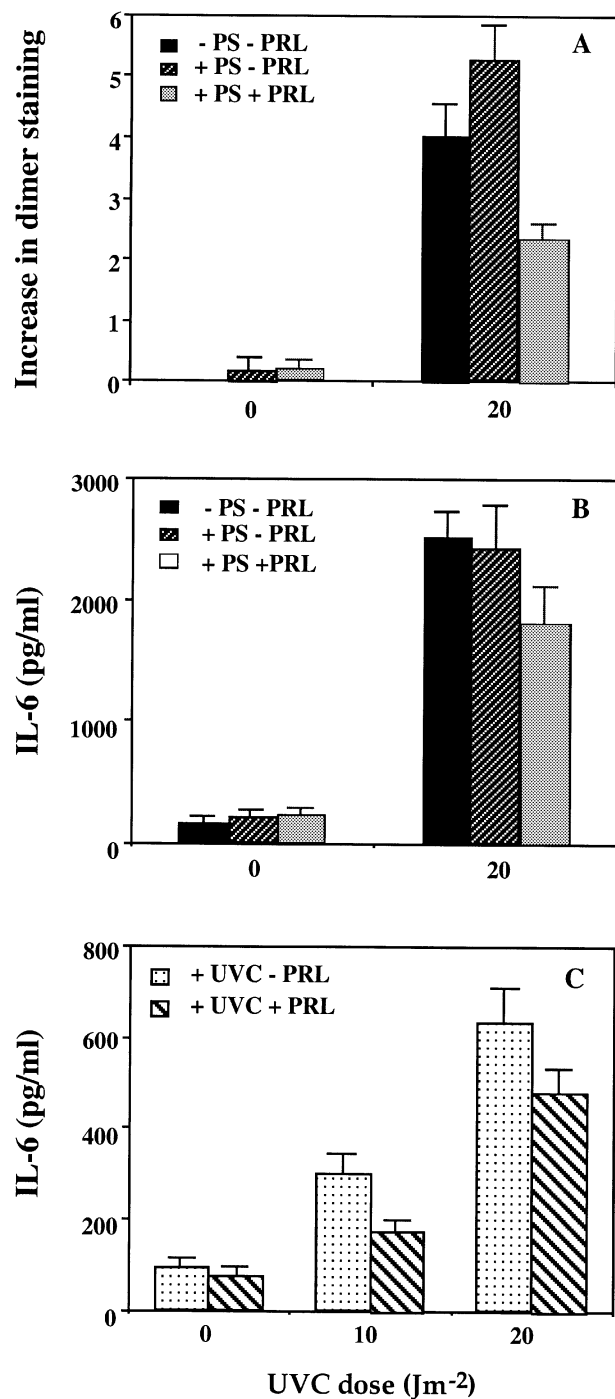 Increase in dimer staining
6
5
4
3
2
1
0
- PS - PRL
+ PS - PRL
+ PS + PRL
A
0
20
IL-6 (pg/ml)
3000
2000
1000
0
- PS - PRL
+ PS - PRL
+ PS +PRL
B
0
20
IL-6 (pg/ml)
800
600
400
200
0
+ UVC - PRL
+ UVC + PRL
C
0
10
20
UVC dose (Jm-2)